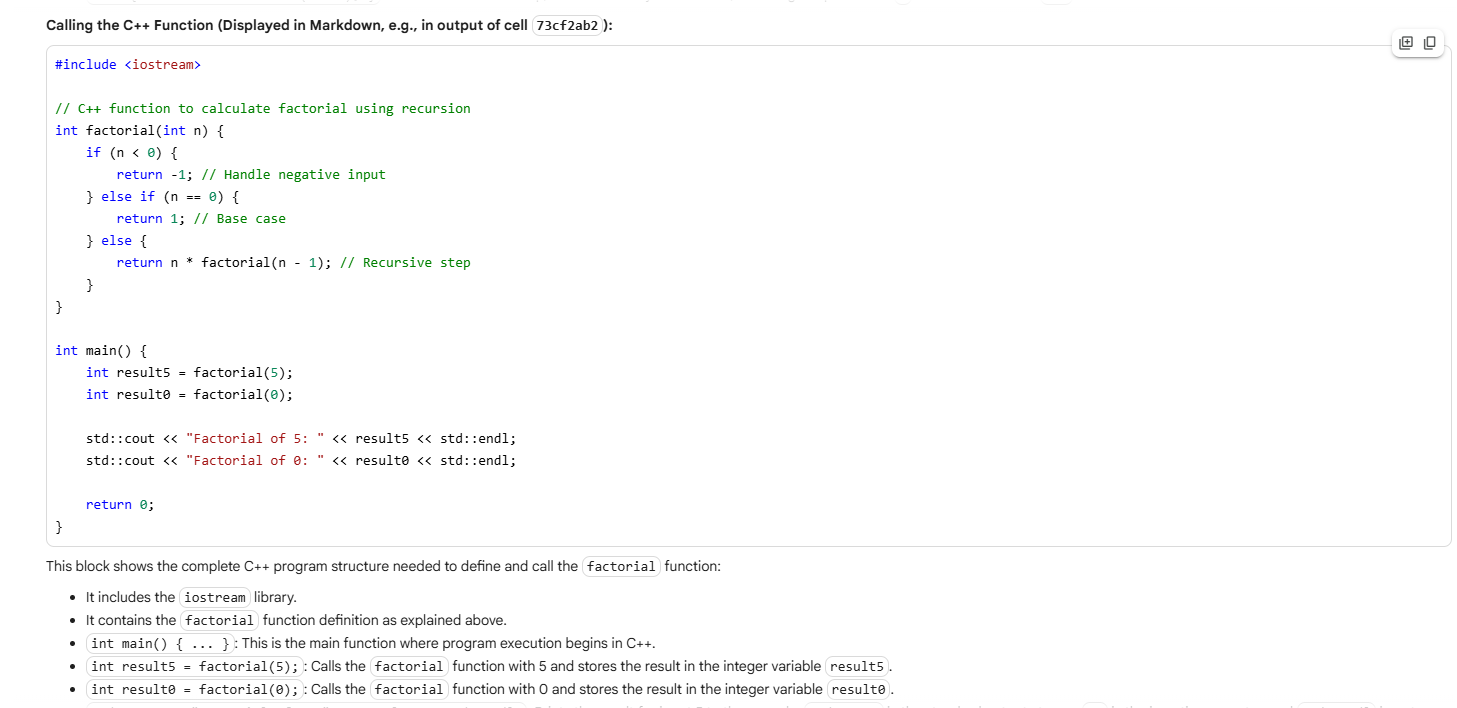 Calling the C++ Function (Displayed in Markdown, e.g., in output of cell 73cf2ab2):
#include <iostream>
// C++ function to calculate factorial using recursion
int factorial(int n) {
    if (n < 0) {
        return -1; // Handle negative input
    } else if (n == 0) {
        return 1; // Base case
    } else {
        return n * factorial(n - 1); // Recursive step
    }
}
int main() {
    int result5 = factorial(5);
    int result0 = factorial(0);
    std::cout << "Factorial of 5: " << result5 << std::endl;
    std::cout << "Factorial of 0: " << result0 << std::endl;
    return 0;
}
This block shows the complete C++ program structure needed to define and call the factorial function:
• It includes the iostream library.
• It contains the factorial function definition as explained above.
• int main() { ... }: This is the main function where program execution begins in C++.
• int result5 = factorial(5);: Calls the factorial function with 5 and stores the result in the integer variable result5.
• int result0 = factorial(0);: Calls the factorial function with 0 and stores the result in the integer variable result0.